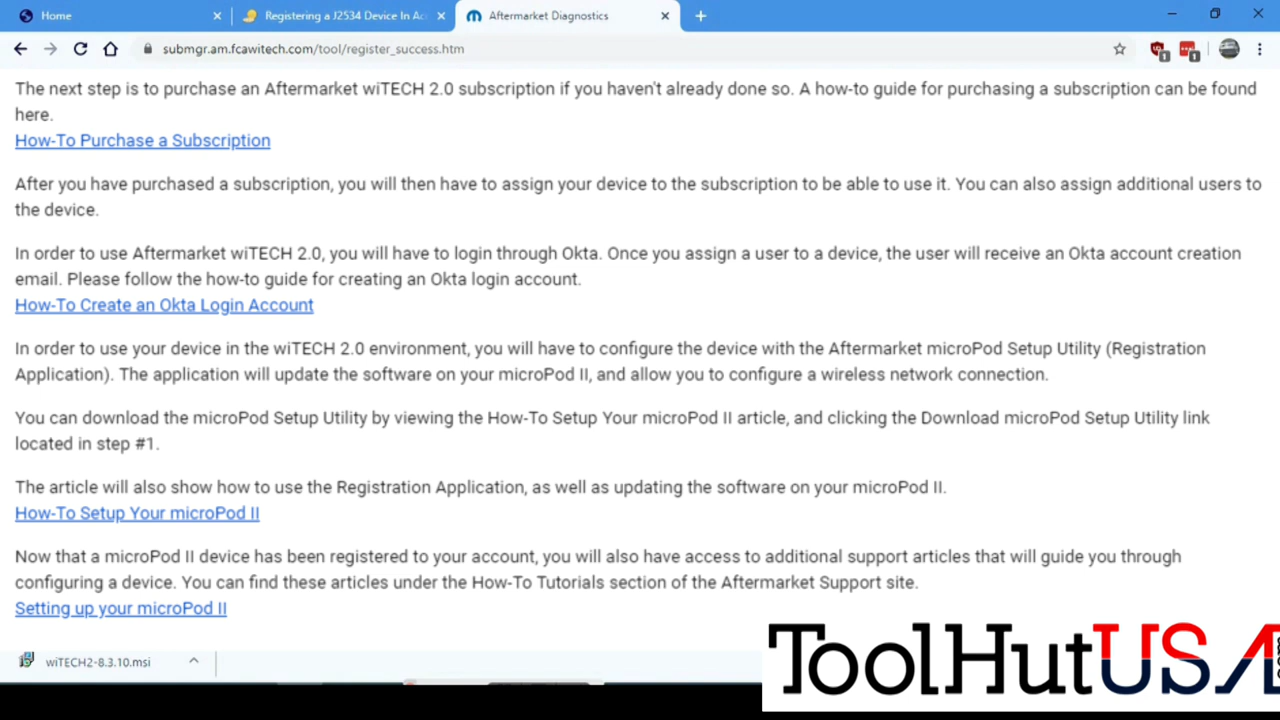 Home
Registering a J2534 Device In Ac
Aftermarket Diagnostics
submgr.am.fcawitech.com/tool/register_success.htm
1
1
The next step is to purchase an Aftermarket wiTECH 2.0 subscription if you haven't already done so. A how-to guide for purchasing a subscription can be found
here.
How-To Purchase a Subscription
After you have purchased a subscription, you will then have to assign your device to the subscription to be able to use it. You can also assign additional users to
the device.
In order to use Aftermarket wiTECH 2.0, you will have to login through Okta. Once you assign a user to a device, the user will receive an Okta account creation
email. Please follow the how-to guide for creating an Okta login account.
How-To Create an Okta Login Account
In order to use your device in the wiTECH 2.0 environment, you will have to configure the device with the Aftermarket microPod Setup Utility (Registration
Application). The application will update the software on your microPod II, and allow you to configure a wireless network connection.
You can download the microPod Setup Utility by viewing the How-To Setup Your microPod II article, and clicking the Download microPod Setup Utility link
located in step #1.
The article will also show how to use the Registration Application, as well as updating the software on your microPod II.
How-To Setup Your microPod II
Now that a microPod II device has been registered to your account, you will also have access to additional support articles that will guide you through
configuring a device. You can find these articles under the How-To Tutorials section of the Aftermarket Support site.
Setting up your microPod II
wiTECH2-8.3.10.msi
ToolHutUSA